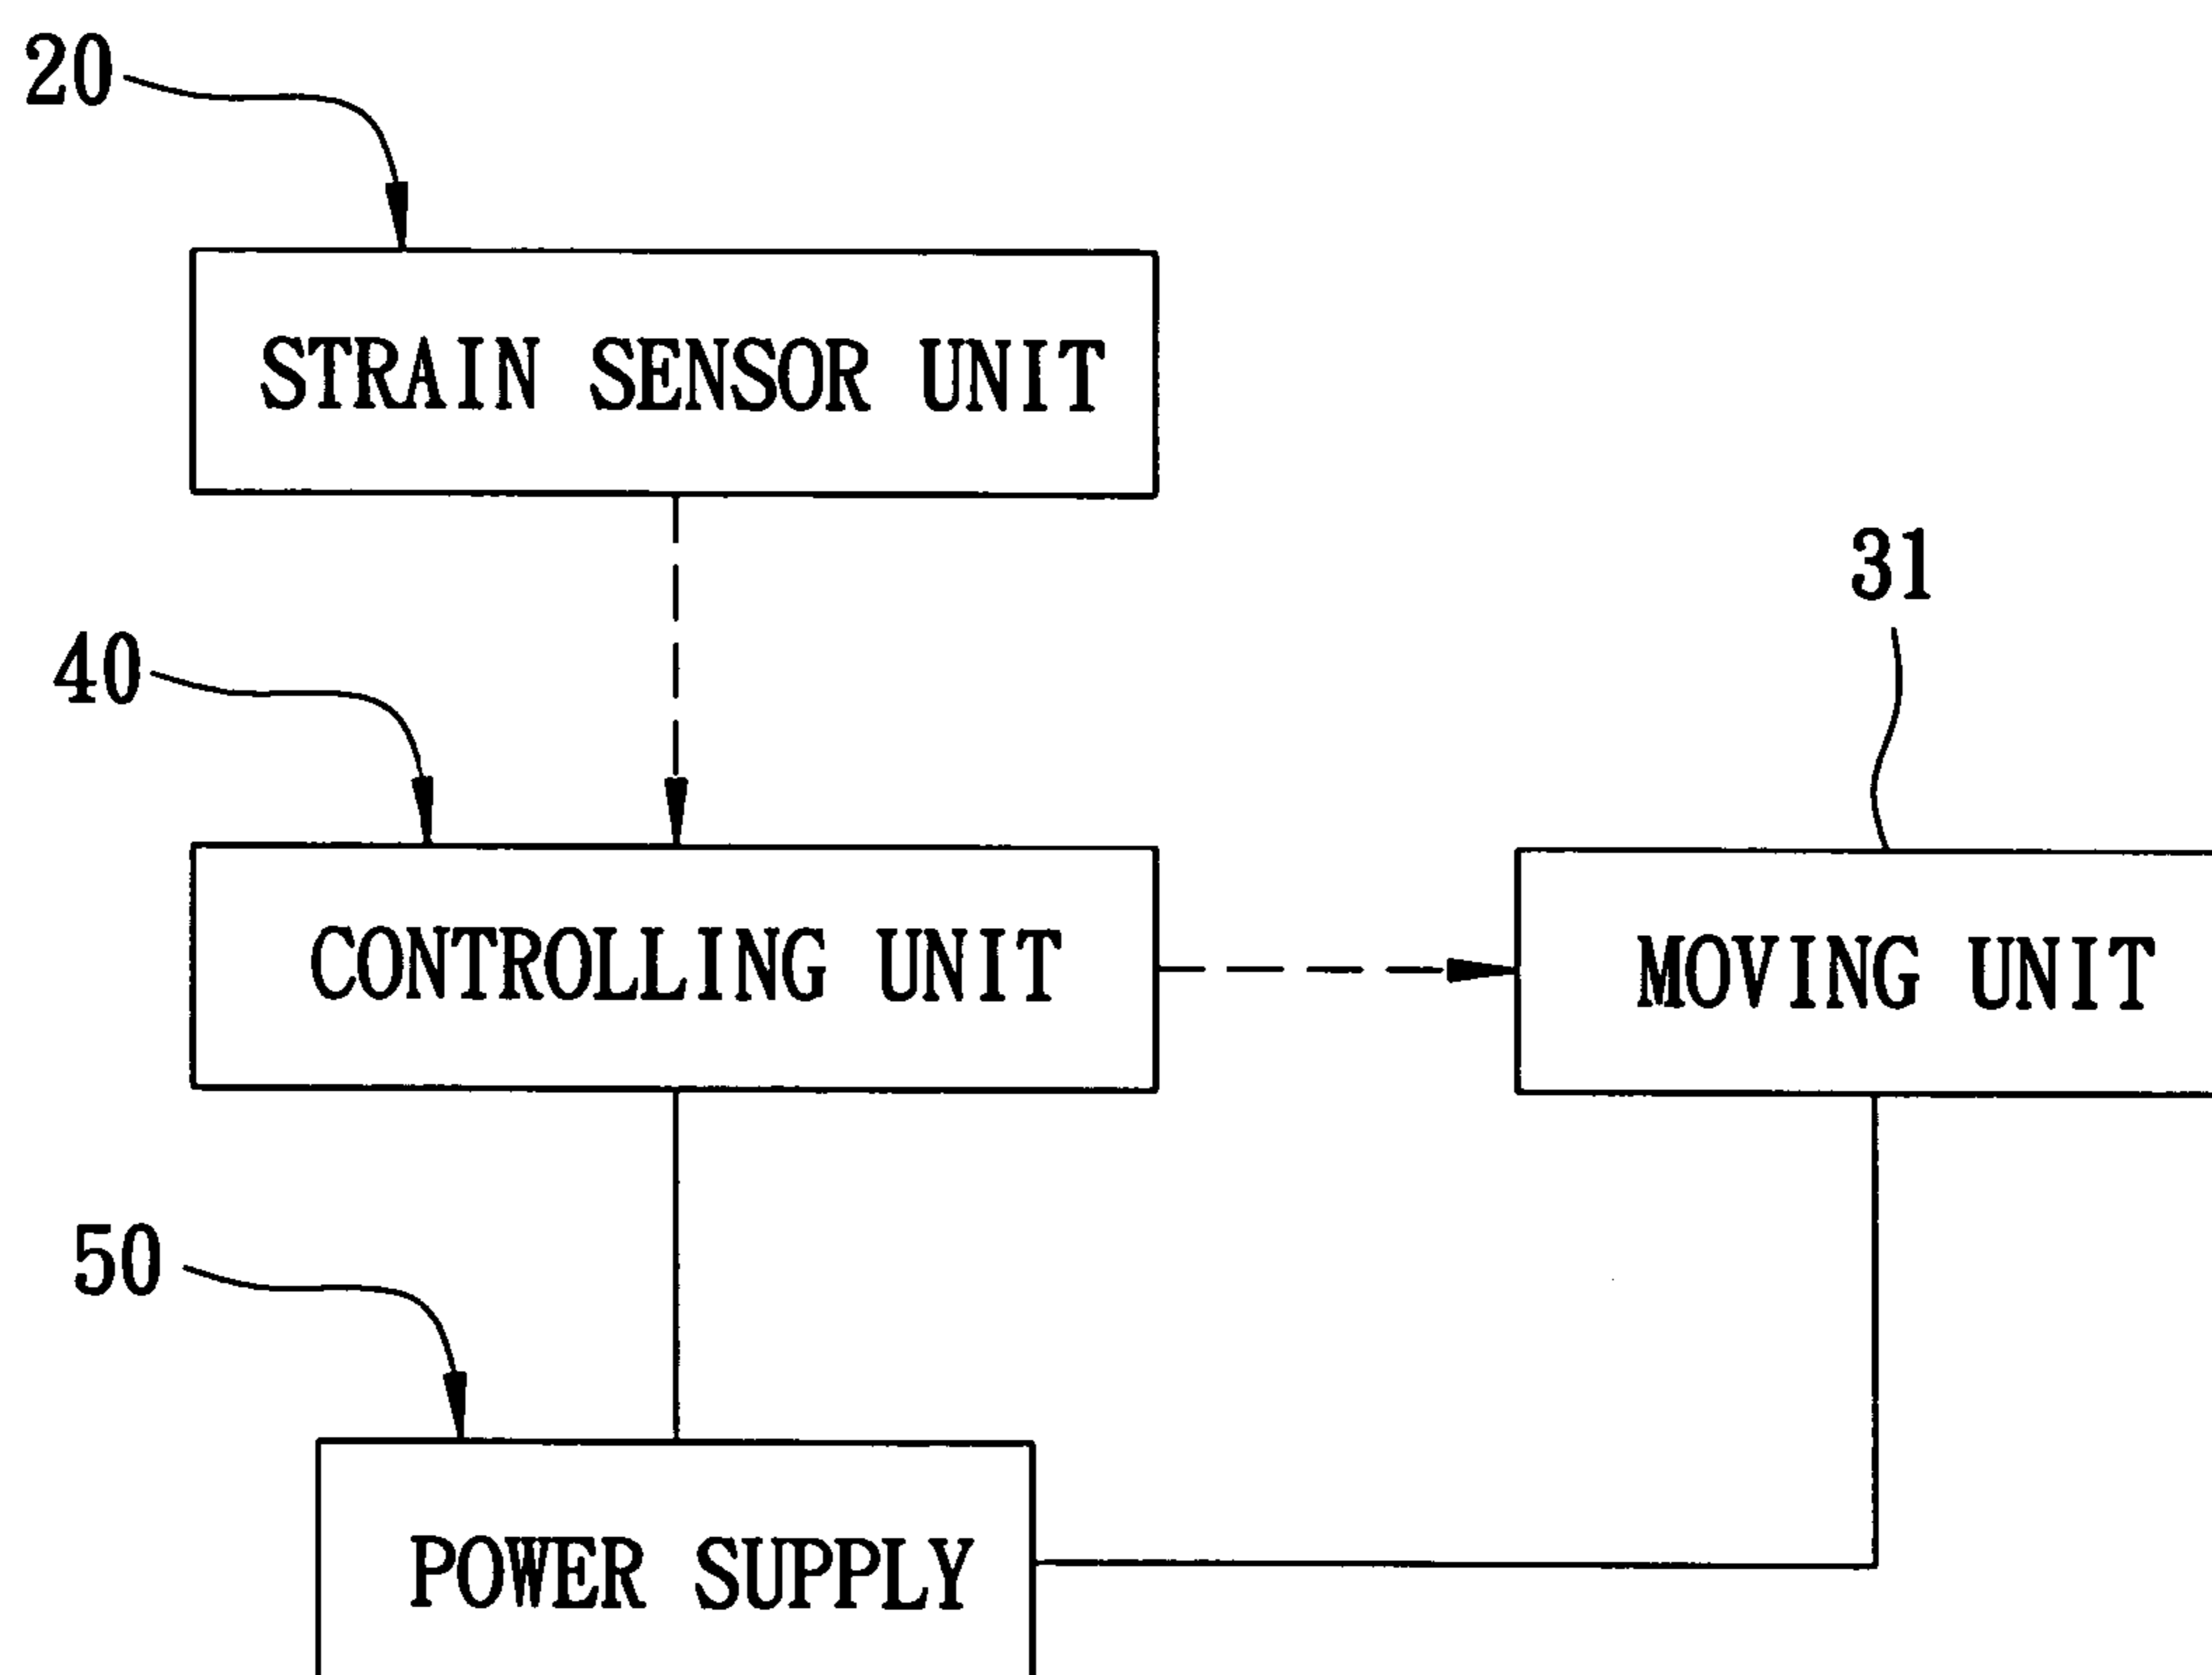 20
STRAIN SENSOR UNIT
31
40
CONTROLLING UNIT
MOVING UNIT
50
POWER SUPPLY